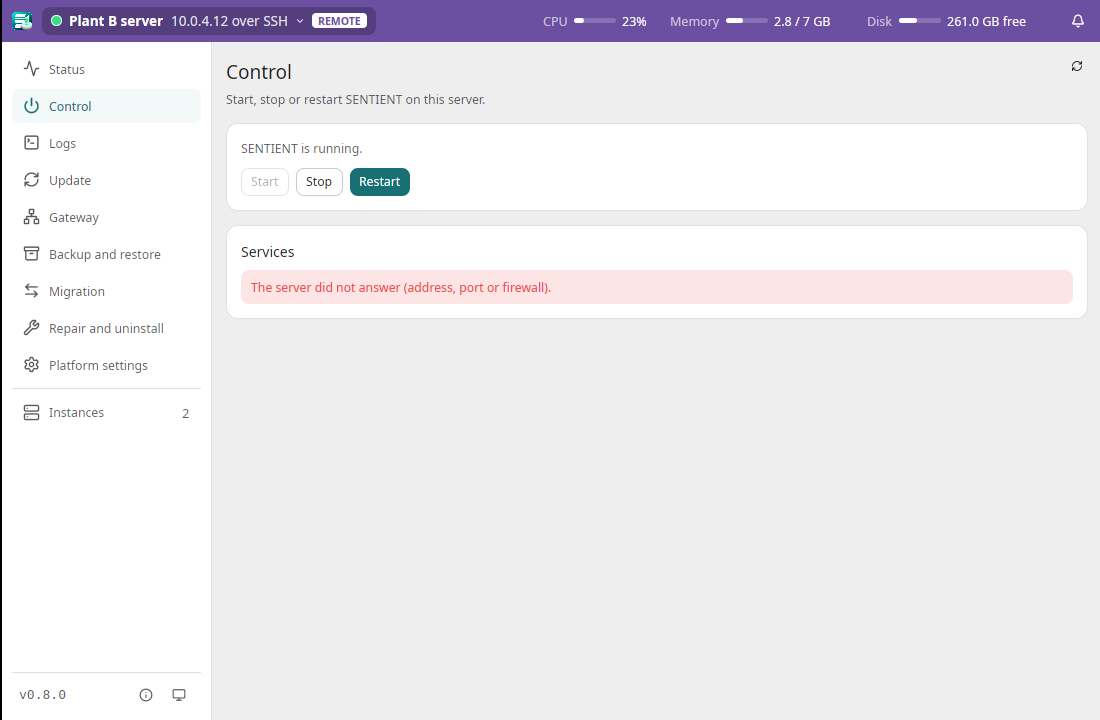 Plant B server 10.0.4.12 over SSH REMOTE CPU 23% Memory 2.8 / 7 GB Disk 261.0 GB free
Status
Control
Logs
Update
Gateway
Backup and restore
Migration
Repair and uninstall
Platform settings
Instances 2
v0.8.0
Control
Start, stop or restart SENTIENT on this server.
SENTIENT is running.
Start Stop Restart
Services
The server did not answer (address, port or firewall).